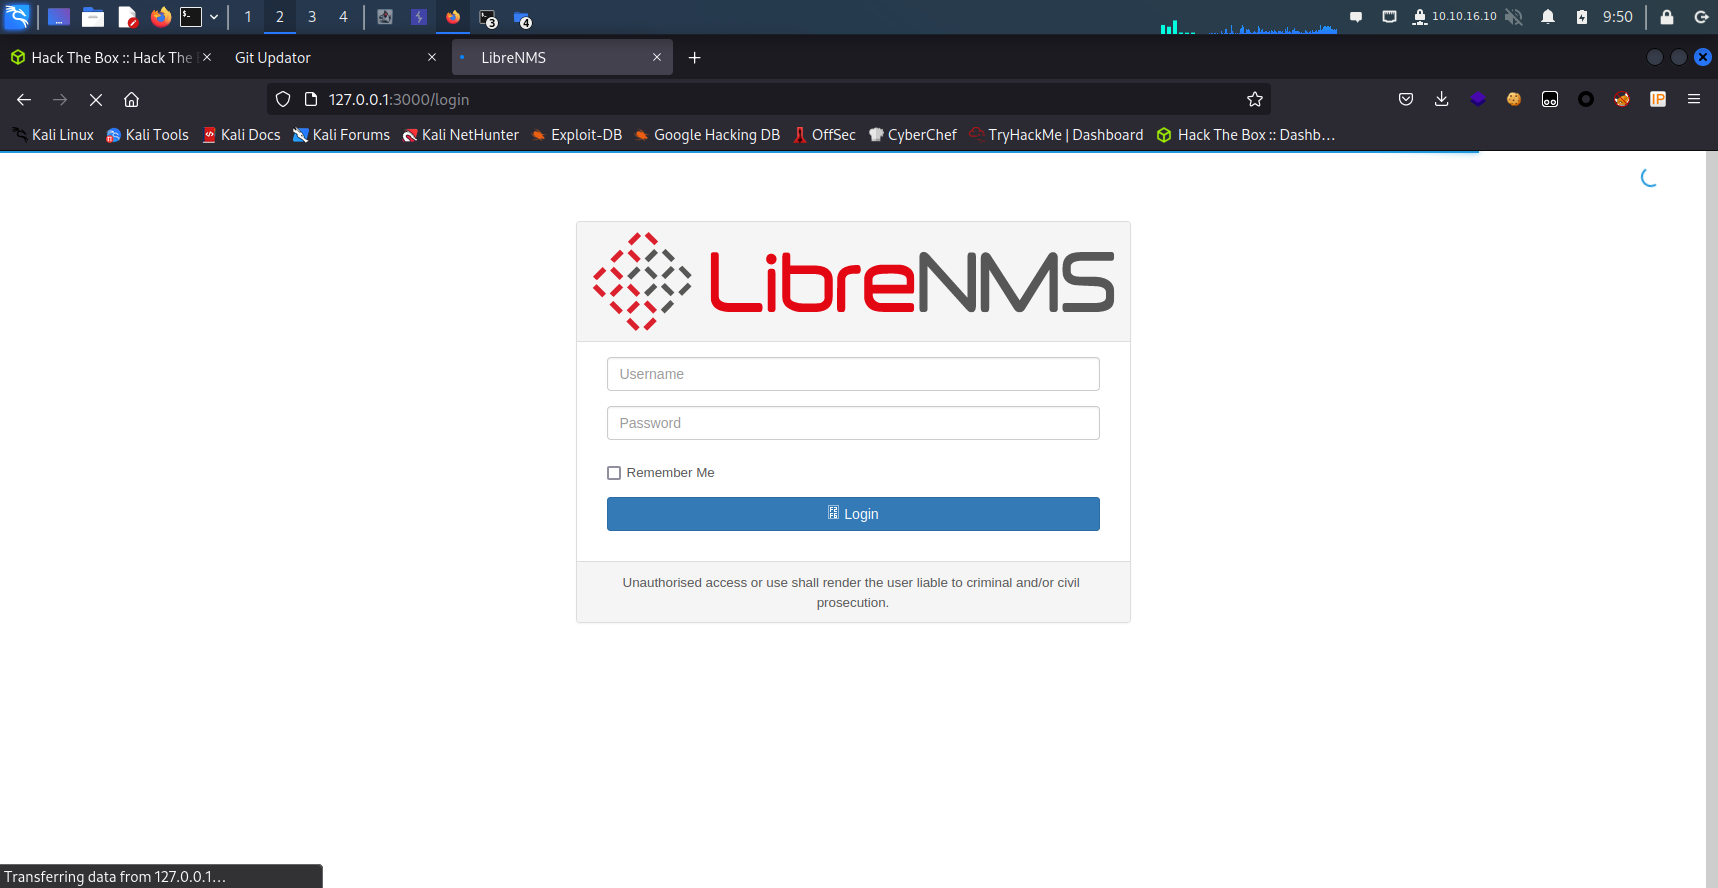 1 2 3 4 3 4 10.10.16.10 9:50
Hack The Box :: Hack The Git Updator LibreNMS
127.0.0.1:3000/login
Kali Linux Kali Tools Kali Docs Kali Forums Kali NetHunter Exploit-DB Google Hacking DB OffSec CyberChef TryHackMe | Dashboard Hack The Box :: Dashb…
LibreNMS
Username
Password
Remember Me
Login
Unauthorised access or use shall render the user liable to criminal and/or civil
prosecution.
Transferring data from 127.0.0.1…